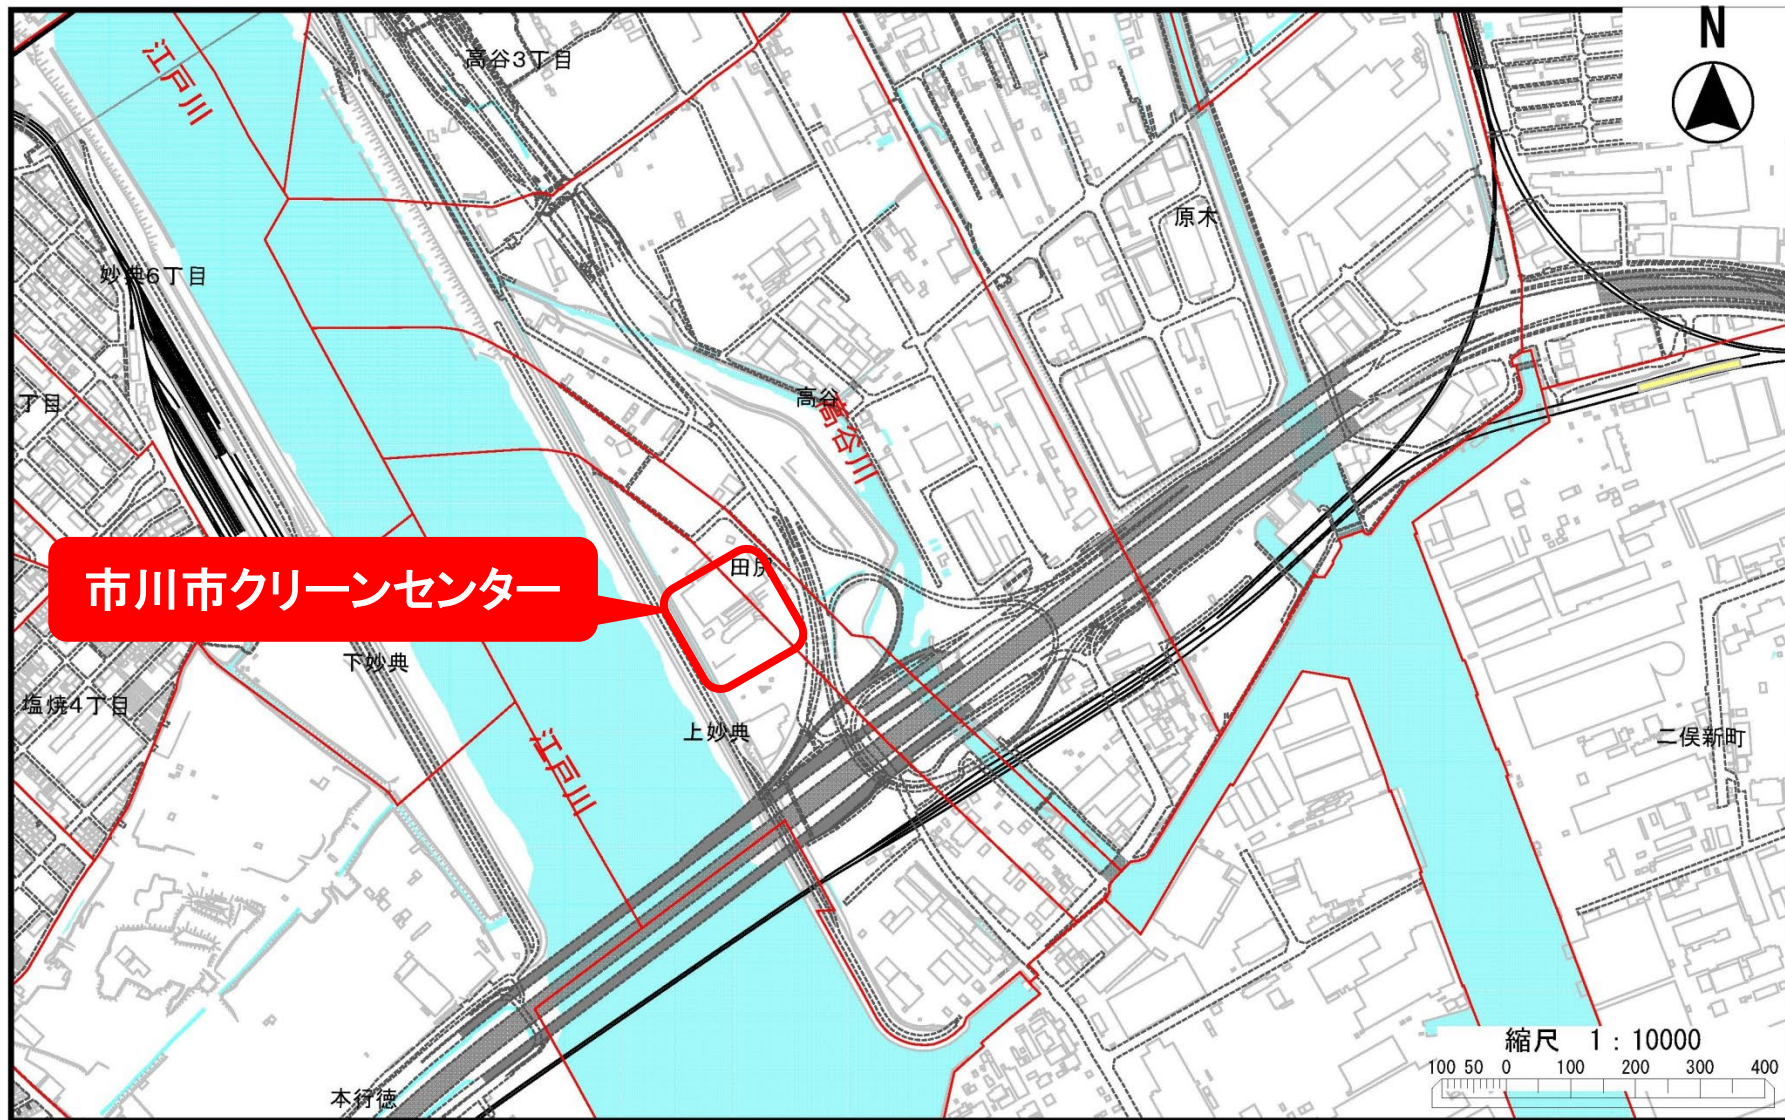 N
江戸川
高谷3丁目
原木
妙典6丁目
丁目
高谷
高谷川
田尻
市川市クリーンセンター
下妙典
塩焼4丁目
上妙典
江戸川
二俣新町
本行徳
縮尺 1：10000
100 50 0 100 200 300 400